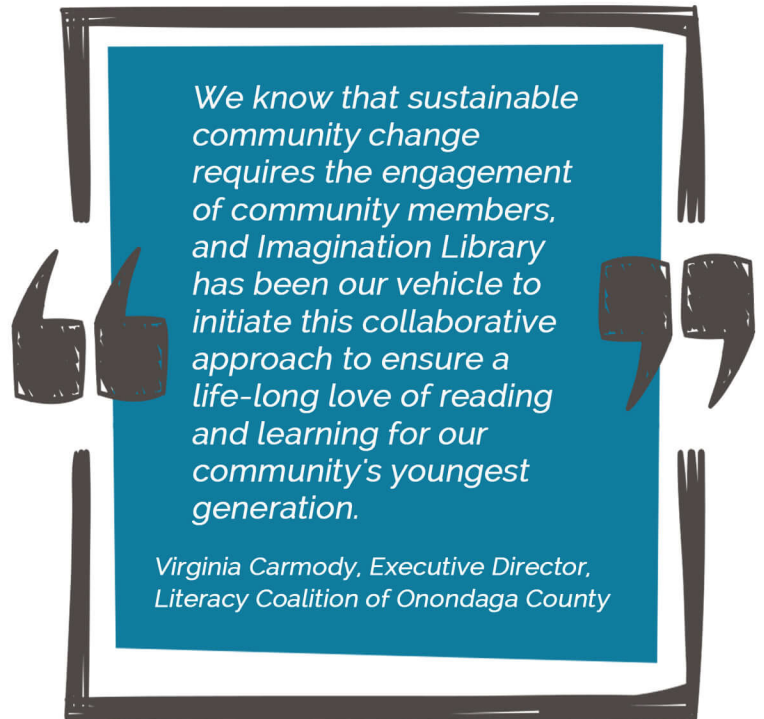 We know that sustainable
community change
requires the engagement
of community members,
and Imagination Library
has been our vehicle to
initiate this collaborative
approach to ensure a
life-long love of reading
and learning for our
community's youngest
generation.
Virginia Carmody, Executive Director,
Literacy Coalition of Onondaga County